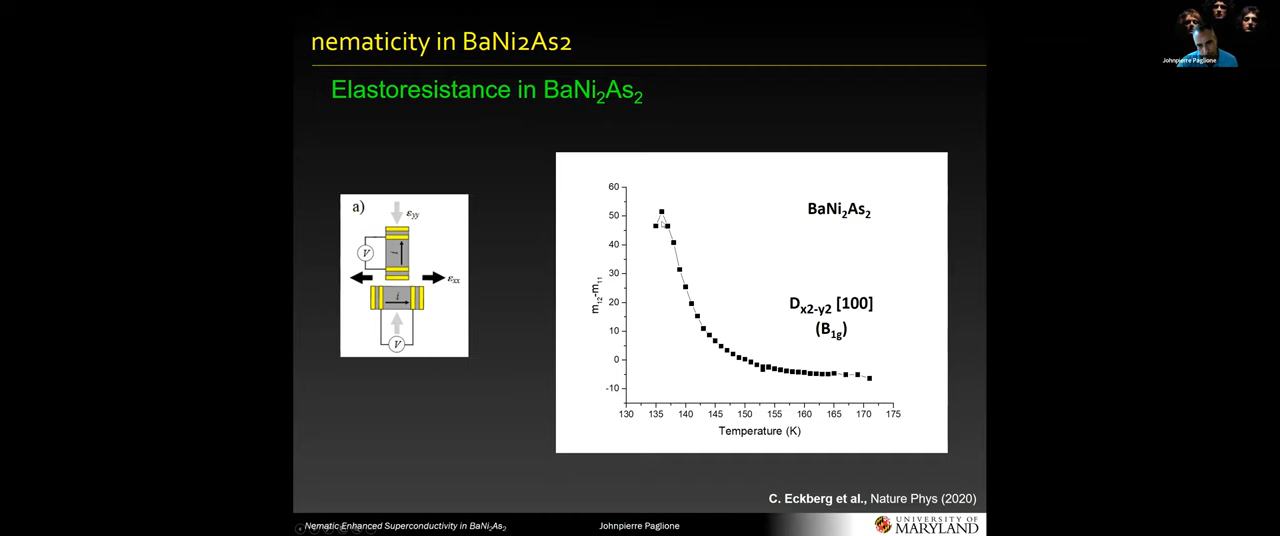 nematicity in BaNi2As2
Johnpierre Paglione
Elastoresistance in BaNi₂As₂
a)
εyy
V
i
εxx
i
V
60
50
40
30
20
10
0
-10
m₁₂-m₁₁
BaNi₂As₂
Dx2-y2 [100]
(B1g)
130 135 140 145 150 155 160 165 170 175
Temperature (K)
C. Eckberg et al., Nature Phys (2020)
Nematic Enhanced Superconductivity in BaNi₂As₂
Johnpierre Paglione
UNIVERSITY OF
MARYLAND